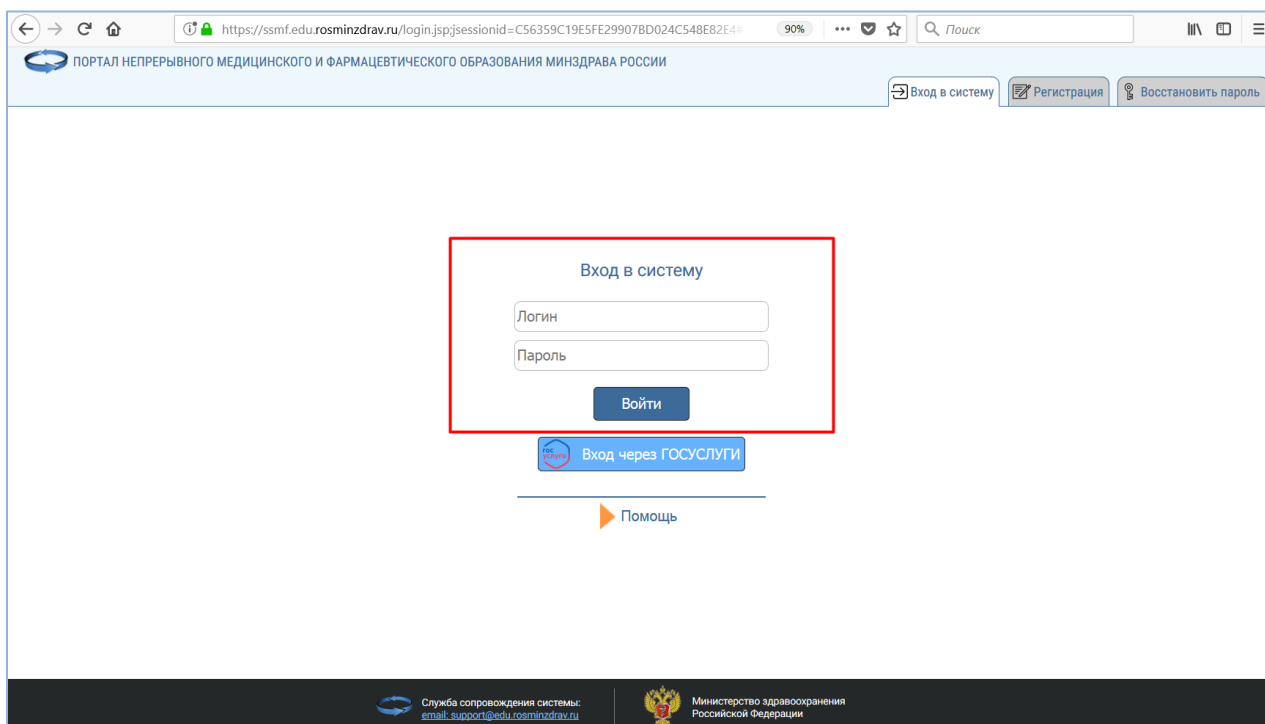 https://ssmf.edu.rosminzdrav.ru/login.jsp;jsessionid=C56359C19E5FE29907BD024C548E82E4#
90%
Поиск
ПОРТАЛ НЕПРЕРЫВНОГО МЕДИЦИНСКОГО И ФАРМАЦЕВТИЧЕСКОГО ОБРАЗОВАНИЯ МИНЗДРАВА РОССИИ
Вход в систему
Регистрация
Восстановить пароль
Вход в систему
Логин
Пароль
Войти
гос
услуги
Вход через ГОСУСЛУГИ
Помощь
Служба сопровождения системы:
email: support@edu.rosminzdrav.ru
Министерство здравоохранения
Российской Федерации